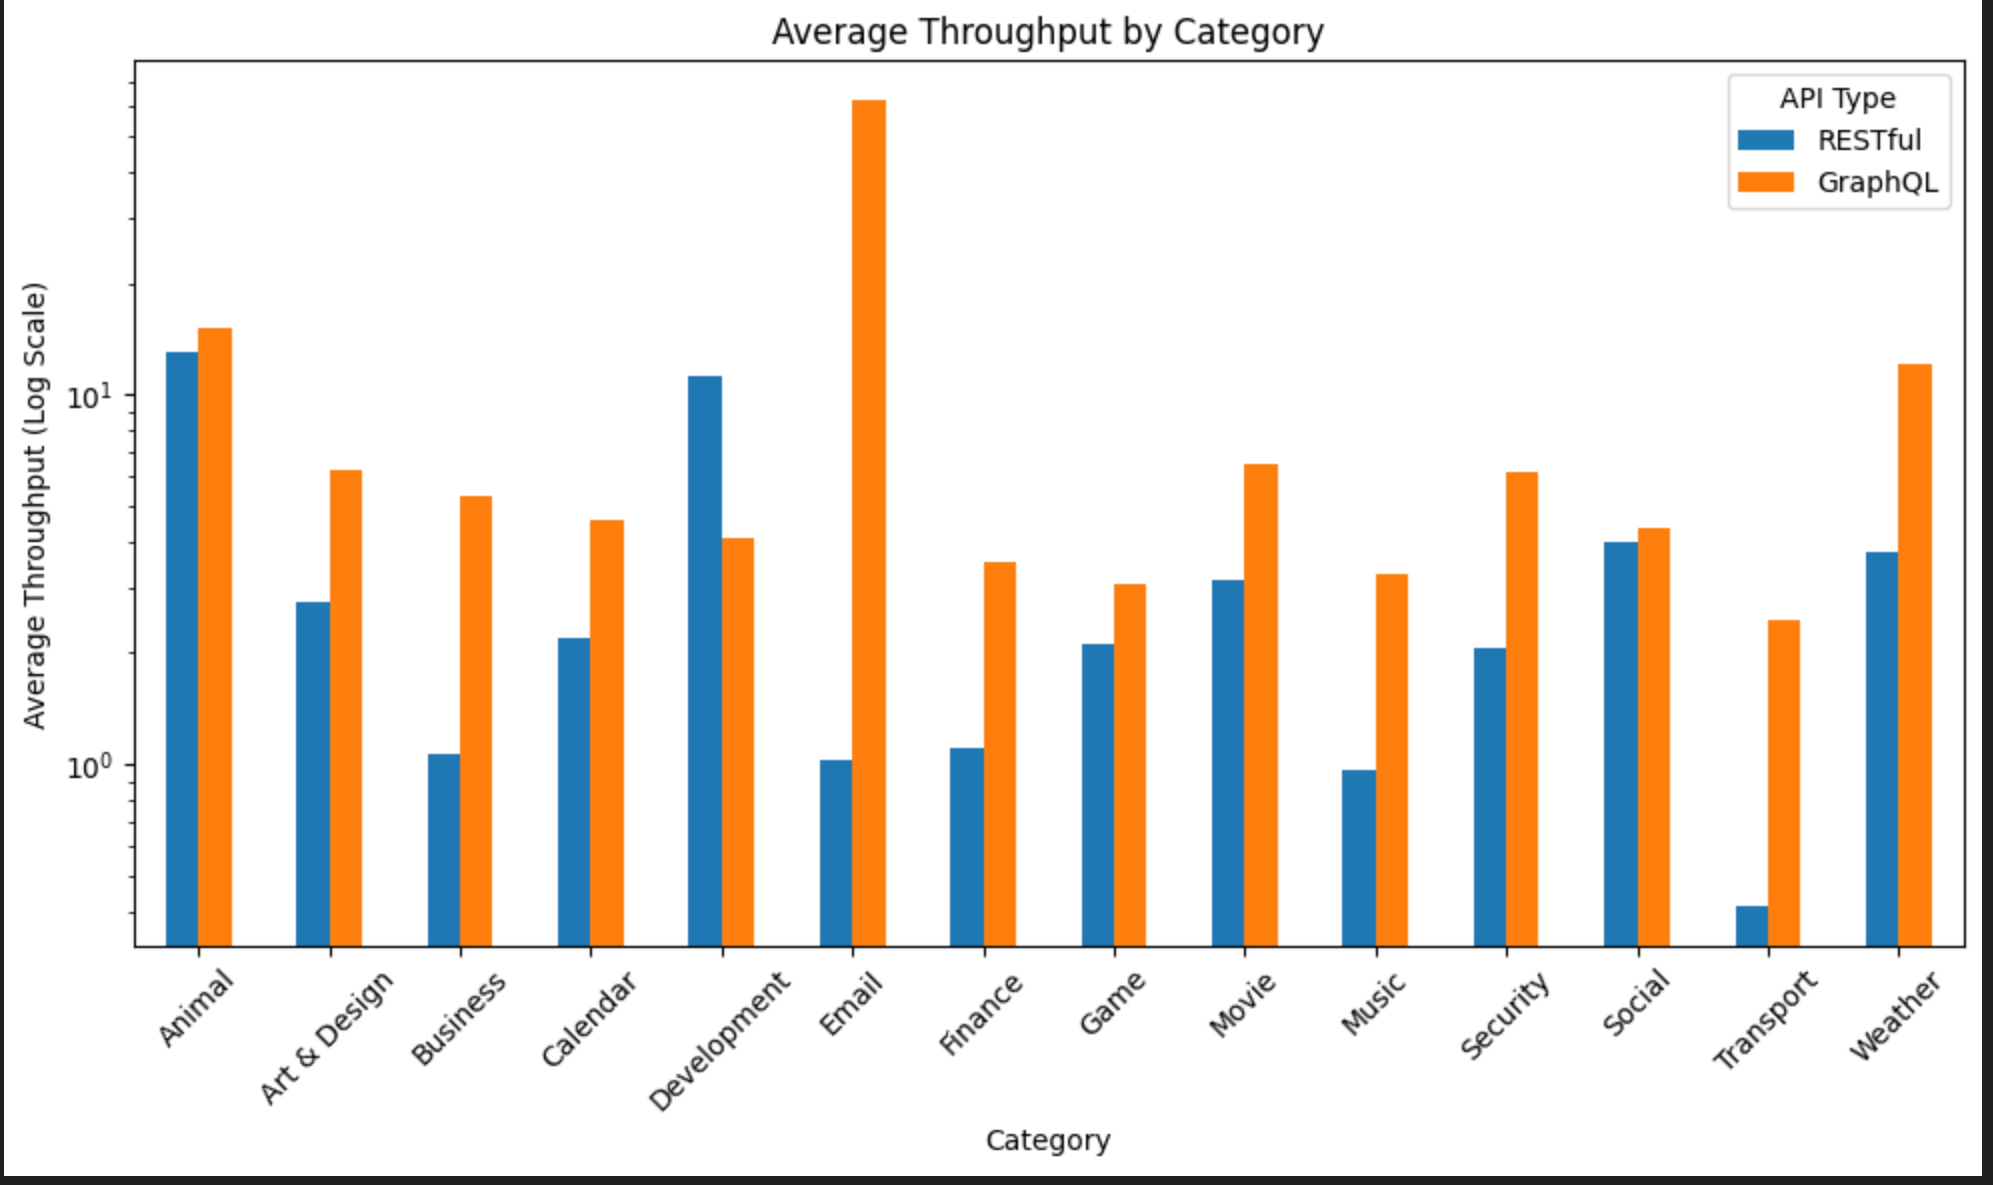 Average Throughput by Category
API Type
RESTful
GraphQL
Average Throughput (Log Scale)
10¹
10⁰
Animal
Art & Design
Business
Calendar
Development
Email
Finance
Game
Movie
Music
Security
Social
Transport
Weather
Category